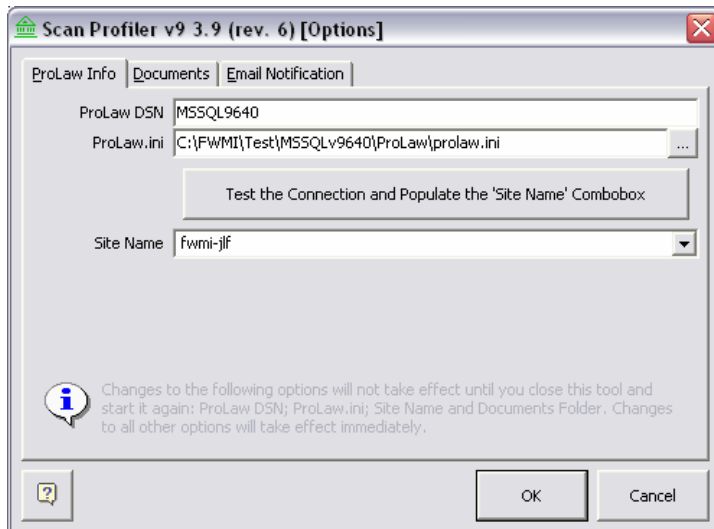 Scan Profiler v9 3.9 (rev. 6) [Options]
ProLaw Info Documents Email Notification
ProLaw DSN MSSQL9640
ProLaw.ini C:\FWMI\Test\MSSQLv9640\ProLaw\prolaw.ini ...
Test the Connection and Populate the 'Site Name' Combobox
Site Name fwmi-jlf
Changes to the following options will not take effect until you close this tool and
start it again: ProLaw DSN; ProLaw.ini; Site Name and Documents Folder. Changes
to all other options will take effect immediately.
OK Cancel